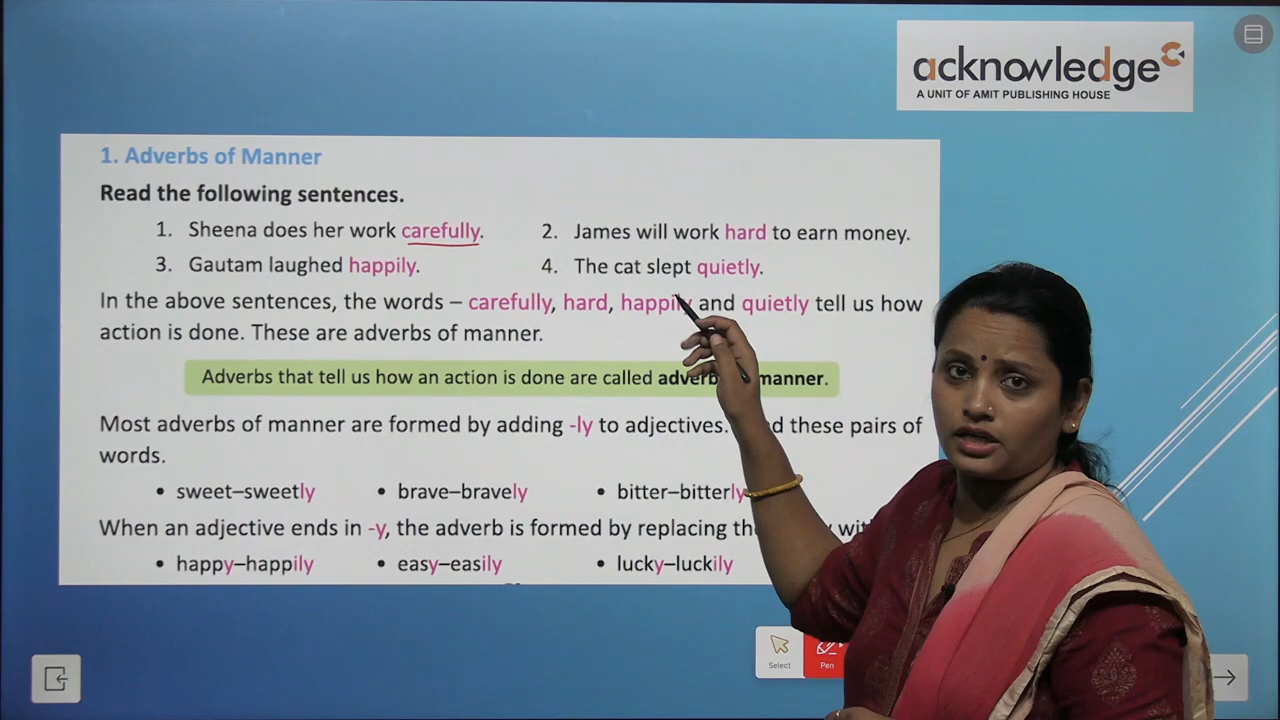 acknowledge
A UNIT OF AMIT PUBLISHING HOUSE
1. Adverbs of Manner
Read the following sentences.
1. Sheena does her work carefully. 2. James will work hard to earn money.
3. Gautam laughed happily. 4. The cat slept quietly.
In the above sentences, the words – carefully, hard, happily and quietly tell us how
action is done. These are adverbs of manner.
Adverbs that tell us how an action is done are called adverb manner.
Most adverbs of manner are formed by adding -ly to adjectives. these pairs of
words.
• sweet–sweetly • brave–bravely • bitter–bitterly
When an adjective ends in -y, the adverb is formed by replacing the
• happy–happily • easy–easily • lucky–luckily
Select
Pen